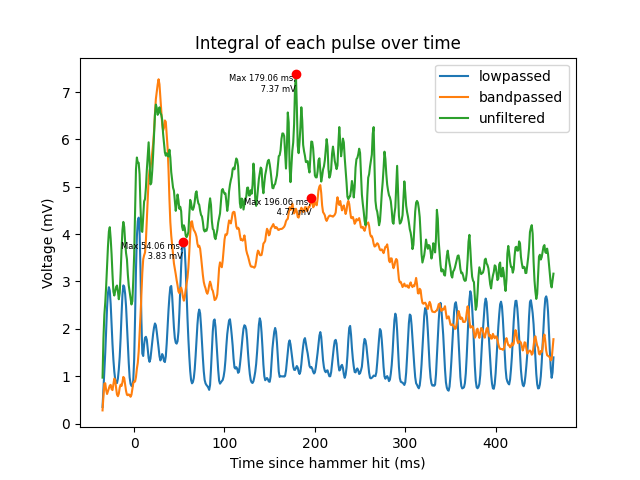 Integral of each pulse over time
lowpassed
bandpassed
unfiltered
Max 179.06 ms,
7.37 mV
Max 196.06 ms,
4.77 mV
Max 54.06 ms,
3.83 mV
Voltage (mV)
7
6
5
4
3
2
1
0
0 100 200 300 400
Time since hammer hit (ms)